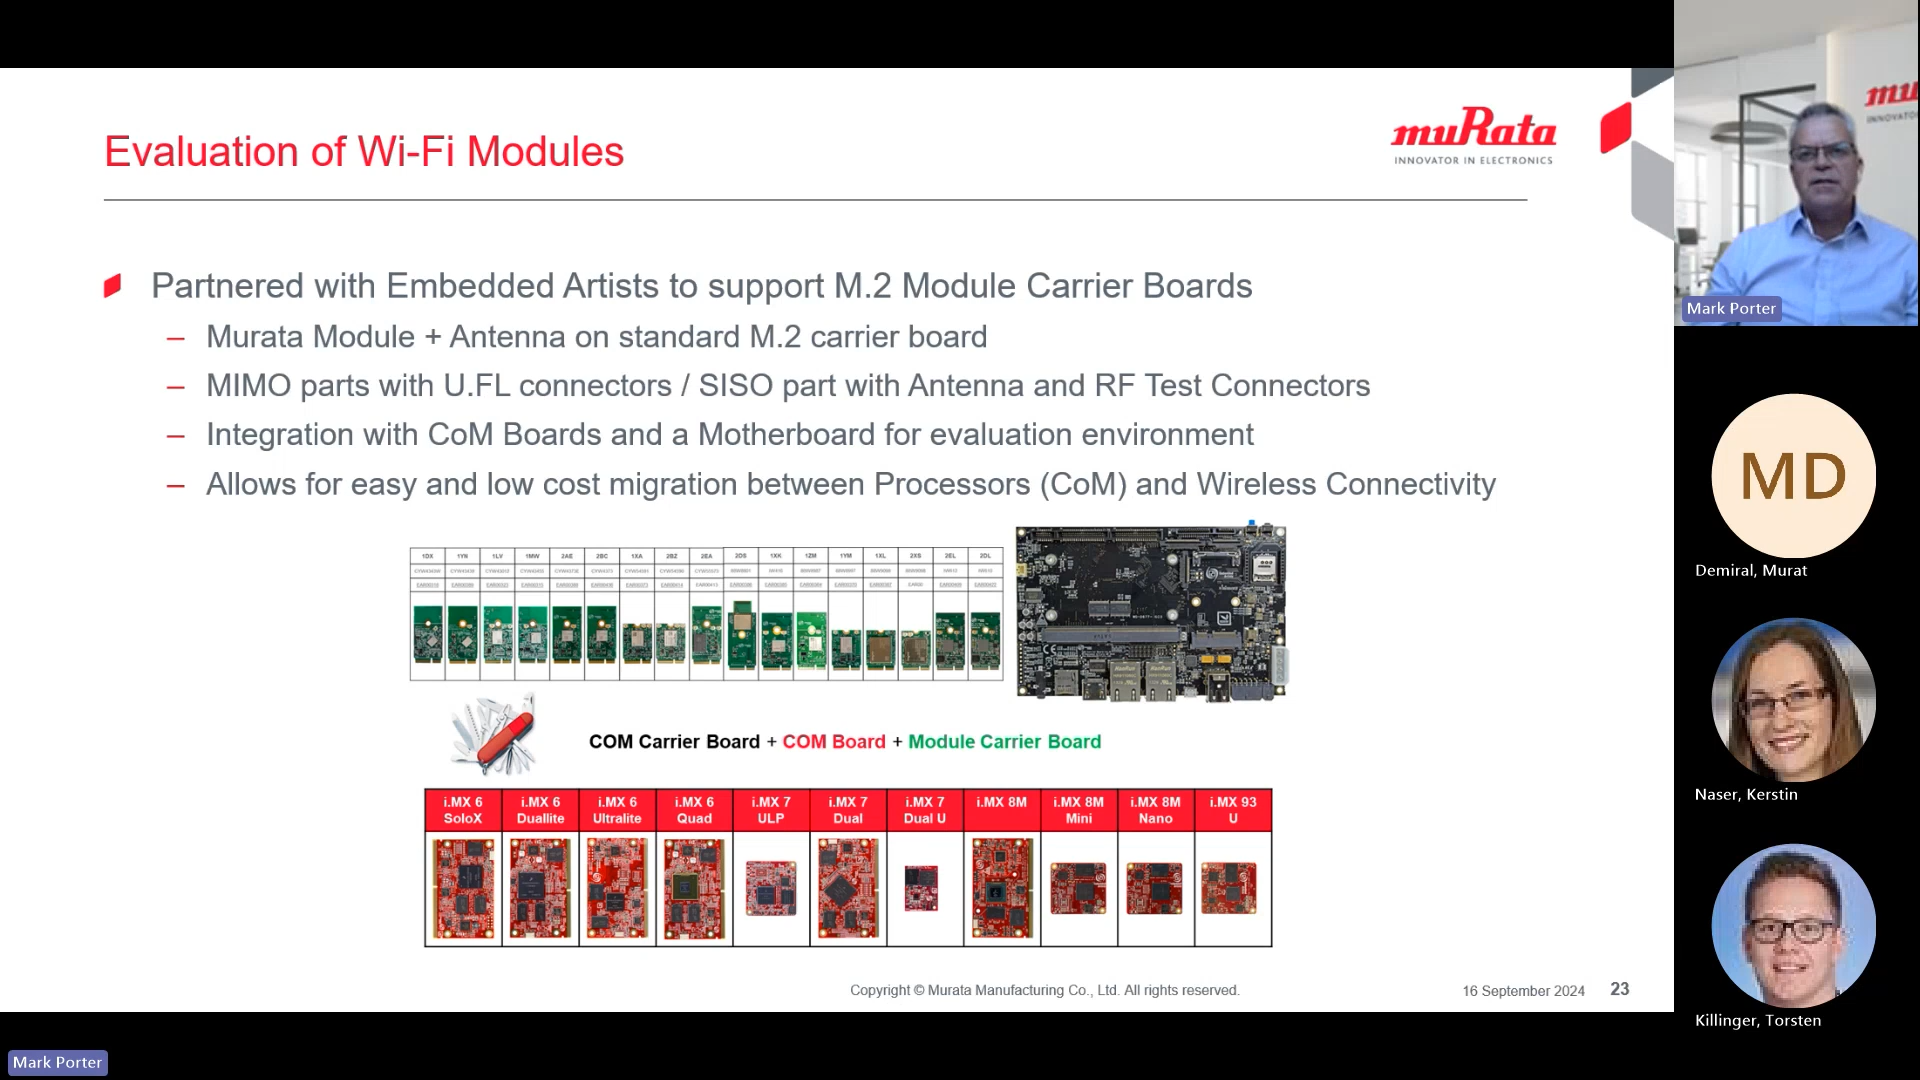 Evaluation of Wi-Fi Modules
muRata
INNOVATOR IN ELECTRONICS
Partnered with Embedded Artists to support M.2 Module Carrier Boards
– Murata Module + Antenna on standard M.2 carrier board
– MIMO parts with U.FL connectors / SISO part with Antenna and RF Test Connectors
– Integration with CoM Boards and a Motherboard for evaluation environment
– Allows for easy and low cost migration between Processors (CoM) and Wireless Connectivity
1DX 1YN 1LV 1MW 2AE 2BC 1XA 2BZ 2EA 2DS 1XK 1ZM 1YM 1XL 2XS 2EL 2DL
COM Carrier Board + COM Board + Module Carrier Board
i.MX 6 SoloX
i.MX 6 Duallite
i.MX 6 Ultralite
i.MX 6 Quad
i.MX 7 ULP
i.MX 7 Dual
i.MX 7 Dual U
i.MX 8M
i.MX 8M Mini
i.MX 8M Nano
i.MX 93 U
Copyright © Murata Manufacturing Co., Ltd. All rights reserved.
16 September 2024
23
Mark Porter
MD
Demiral, Murat
Naser, Kerstin
Killinger, Torsten
Mark Porter